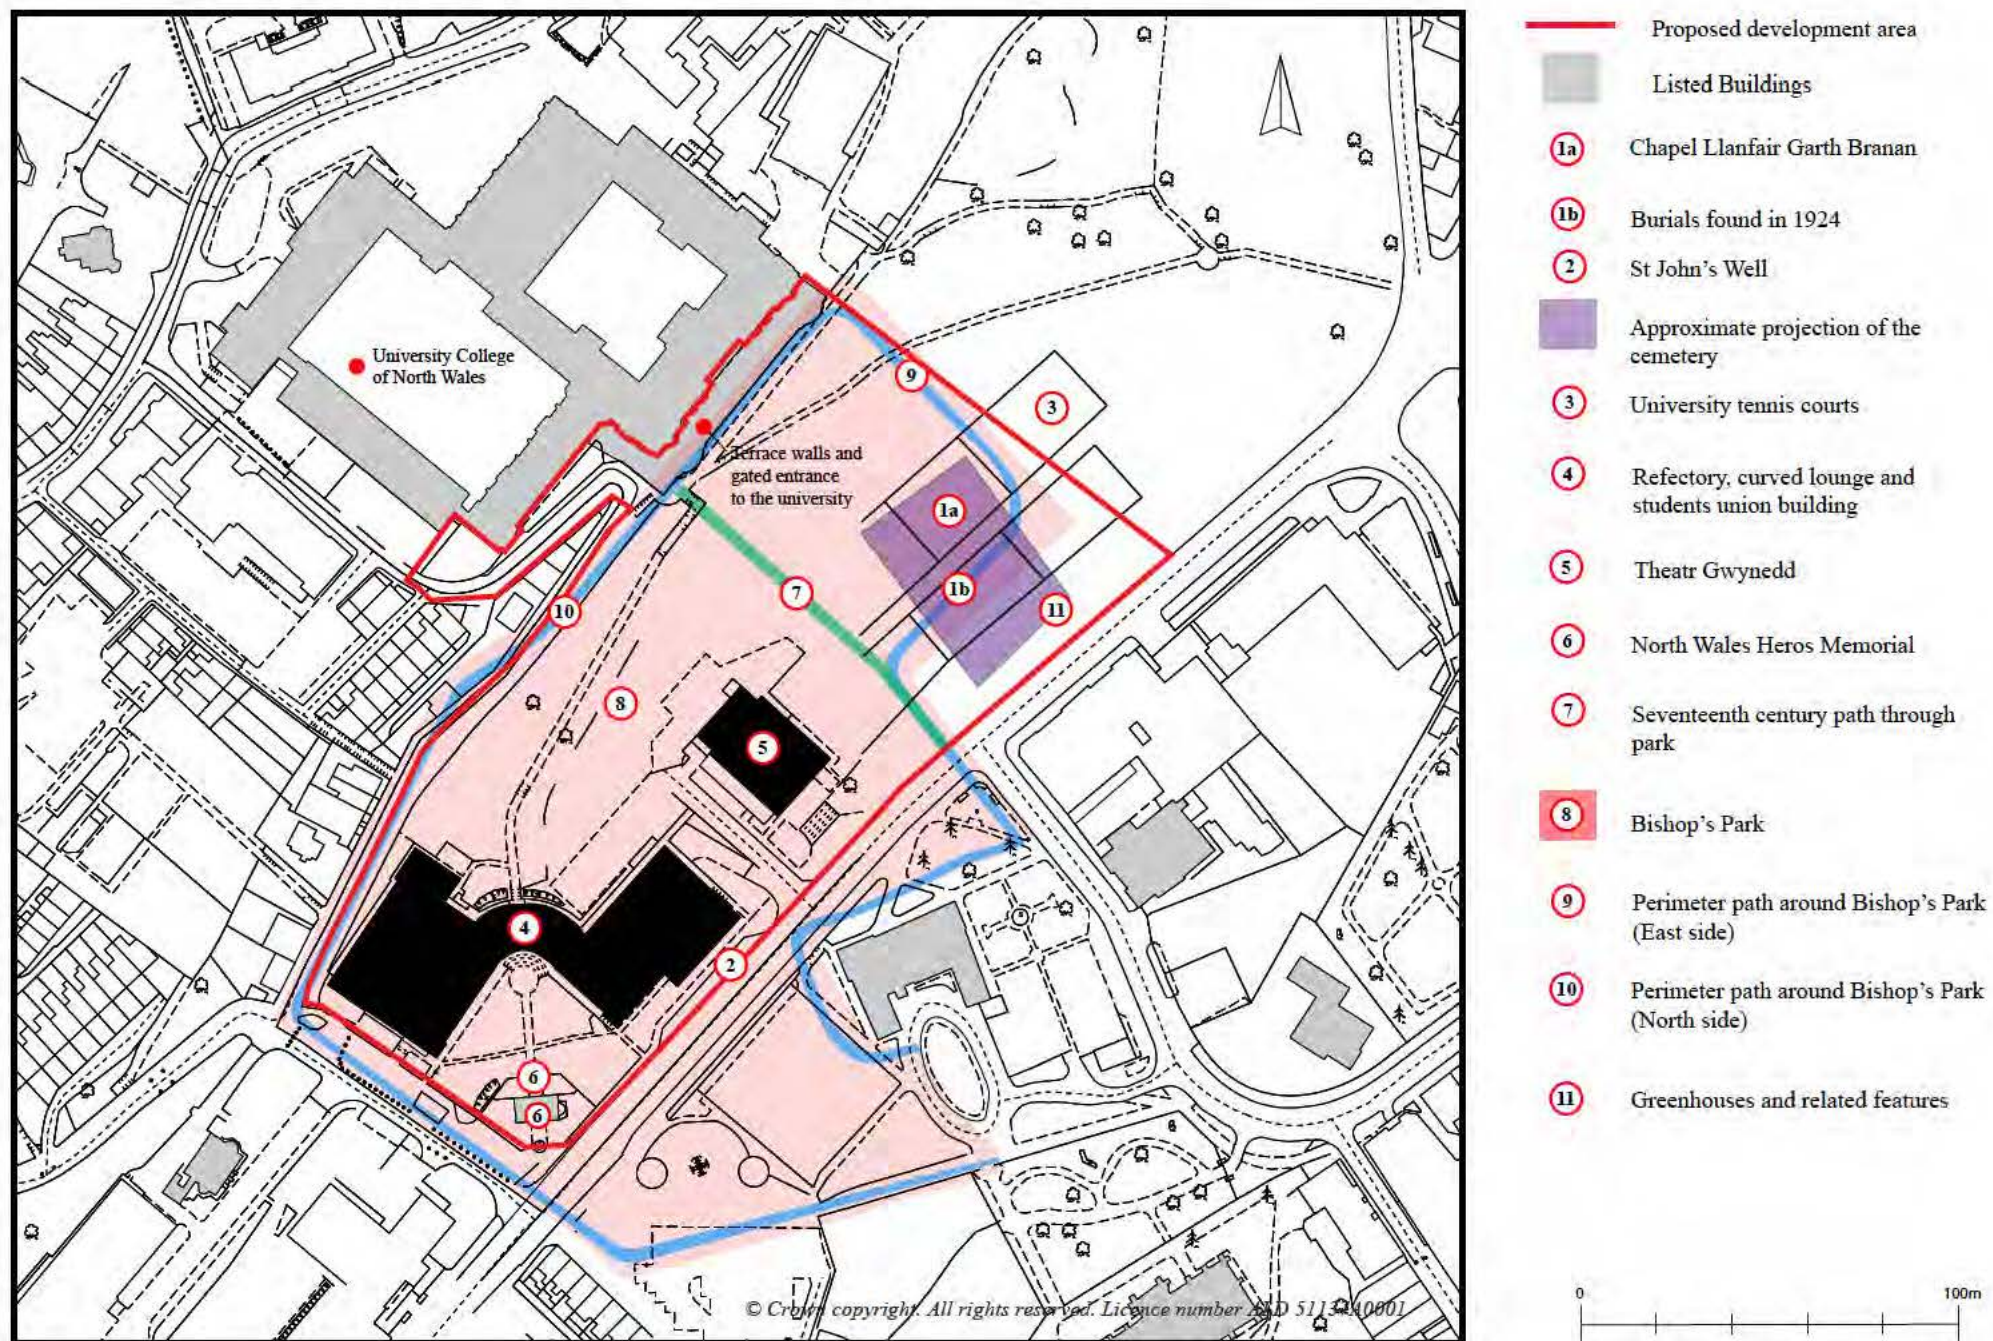 University College
of North Wales
9
3
Terrace walls and
gated entrance
to the university
1a
7
1b
11
10
8
5
4
2
6
6
© Crown copyright. All rights reserved. Licence number
Proposed development area
Listed Buildings
1a Chapel Llanfair Garth Branan
1b Burials found in 1924
2 St John's Well
Approximate projection of the
cemetery
3 University tennis courts
4 Refectory, curved lounge and
students union building
5 Theatr Gwynedd
6 North Wales Heros Memorial
7 Seventeenth century path through
park
8 Bishop's Park
9 Perimeter path around Bishop's Park
(East side)
10 Perimeter path around Bishop's Park
(North side)
11 Greenhouses and related features
0 100m